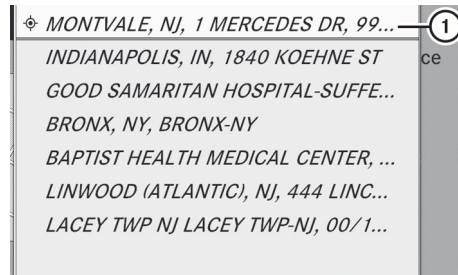 MONTVALE, NJ, 1 MERCEDES DR, 99... 1
INDIANAPOLIS, IN, 1840 KOEHNE ST ce
GOOD SAMARITAN HOSPITAL-SUFFE...
BRONX, NY, BRONX-NY
BAPTIST HEALTH MEDICAL CENTER, ...
LINWOOD (ATLANTIC), NJ, 444 LINC...
LACEY TWP NJ LACEY TWP-NJ, 00/1...